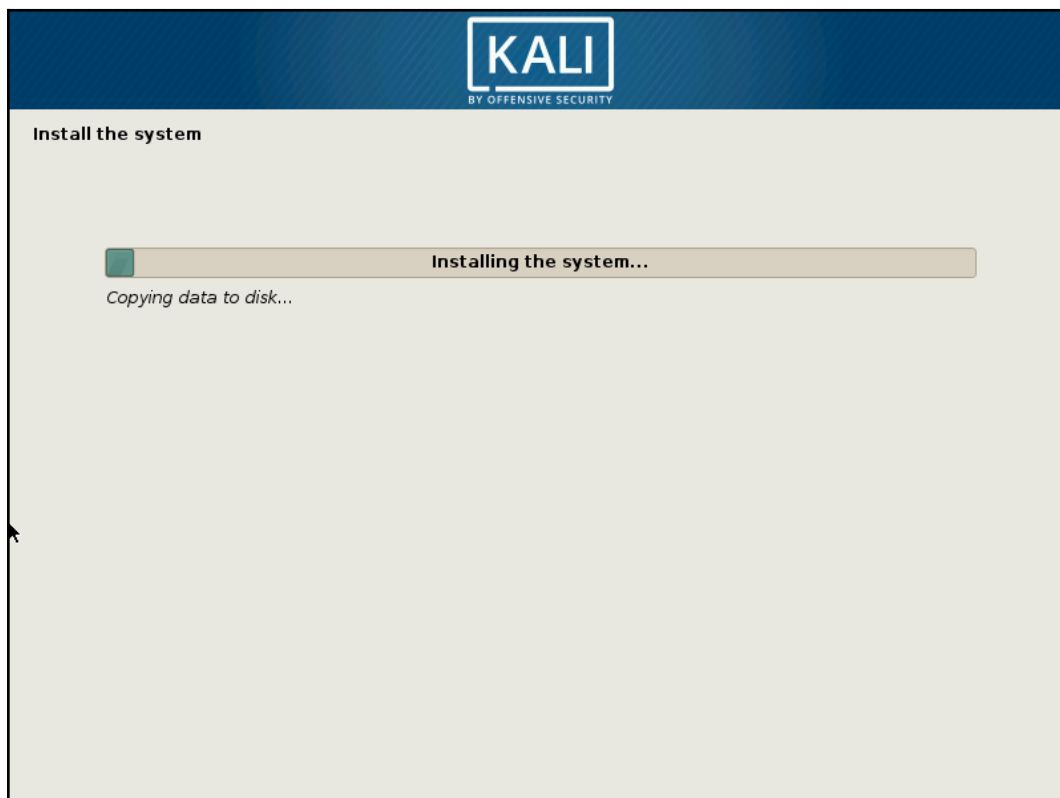 KALI
BY OFFENSIVE SECURITY
Install the system
Installing the system...
Copying data to disk...